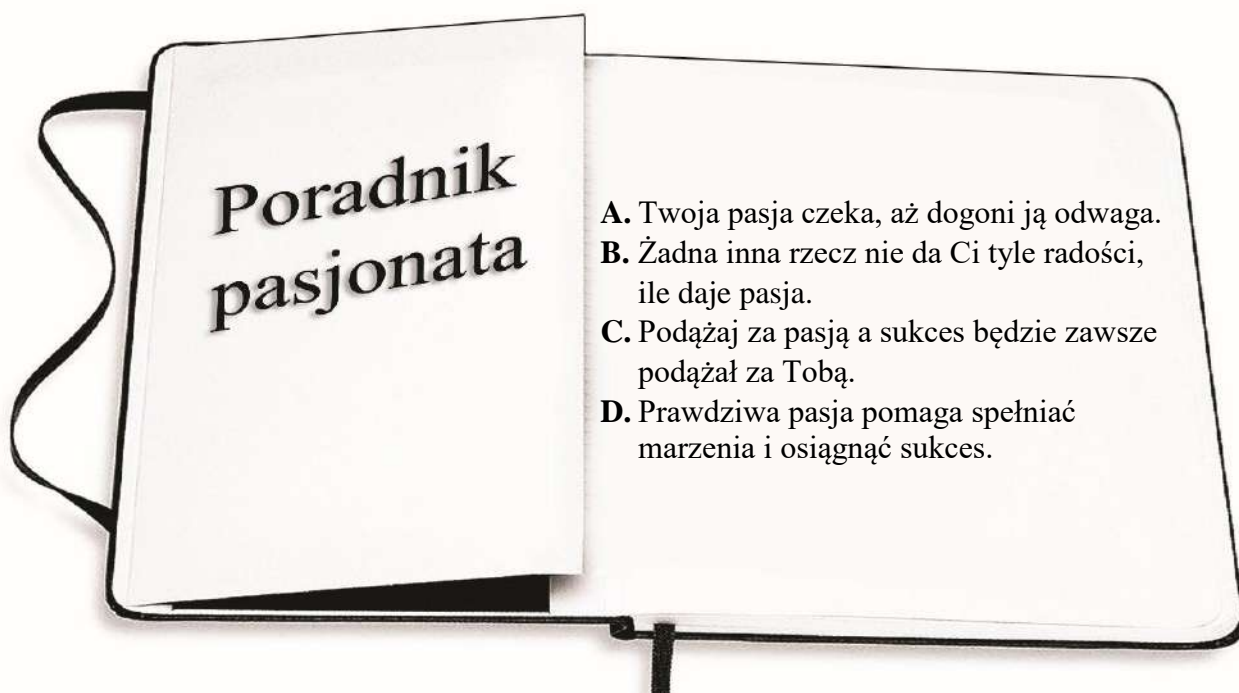 Poradnik
pasjonata
A. Twoja pasja czeka, aż dogoni ją odwaga.
B. Żadna inna rzecz nie da Ci tyle radości,
ile daje pasja.
C. Podążaj za pasją a sukces będzie zawsze
podążał za Tobą.
D. Prawdziwa pasja pomaga spełniać
marzenia i osiągnąć sukces.